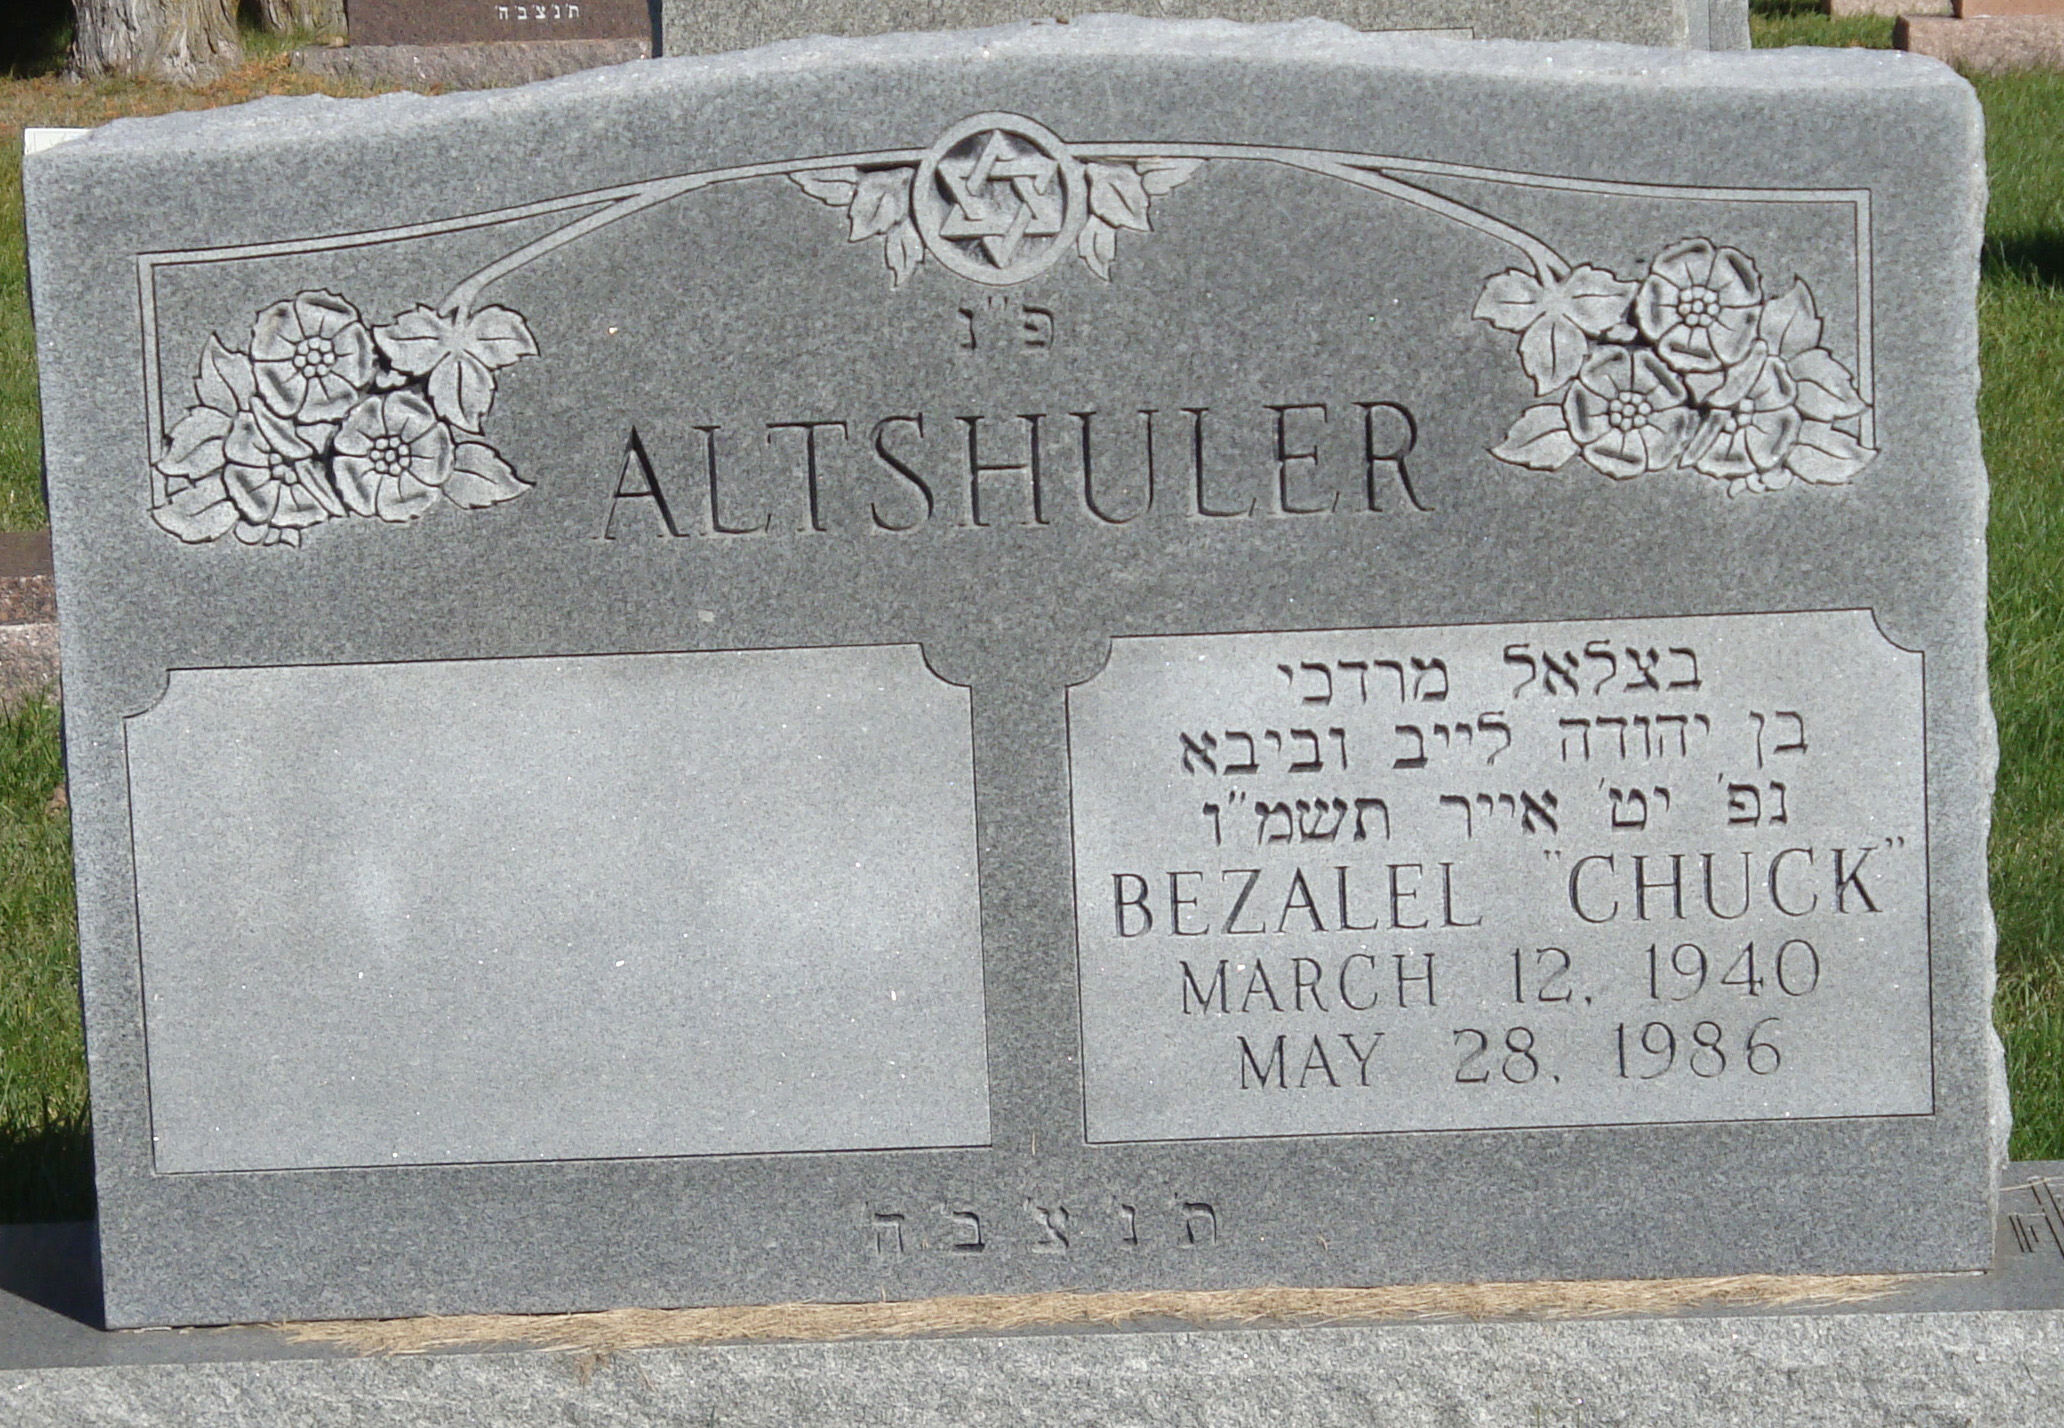 ת'נ'צ'ב'ה'
פ"נ
ALTSHULER
בצלאל מרדכי
בן יהודה לייב וביבא
נפ' יט' אייר תשמ"ו
BEZALEL "CHUCK"
MARCH 12, 1940
MAY 28, 1986
ת'נ'צ'ב'ה'